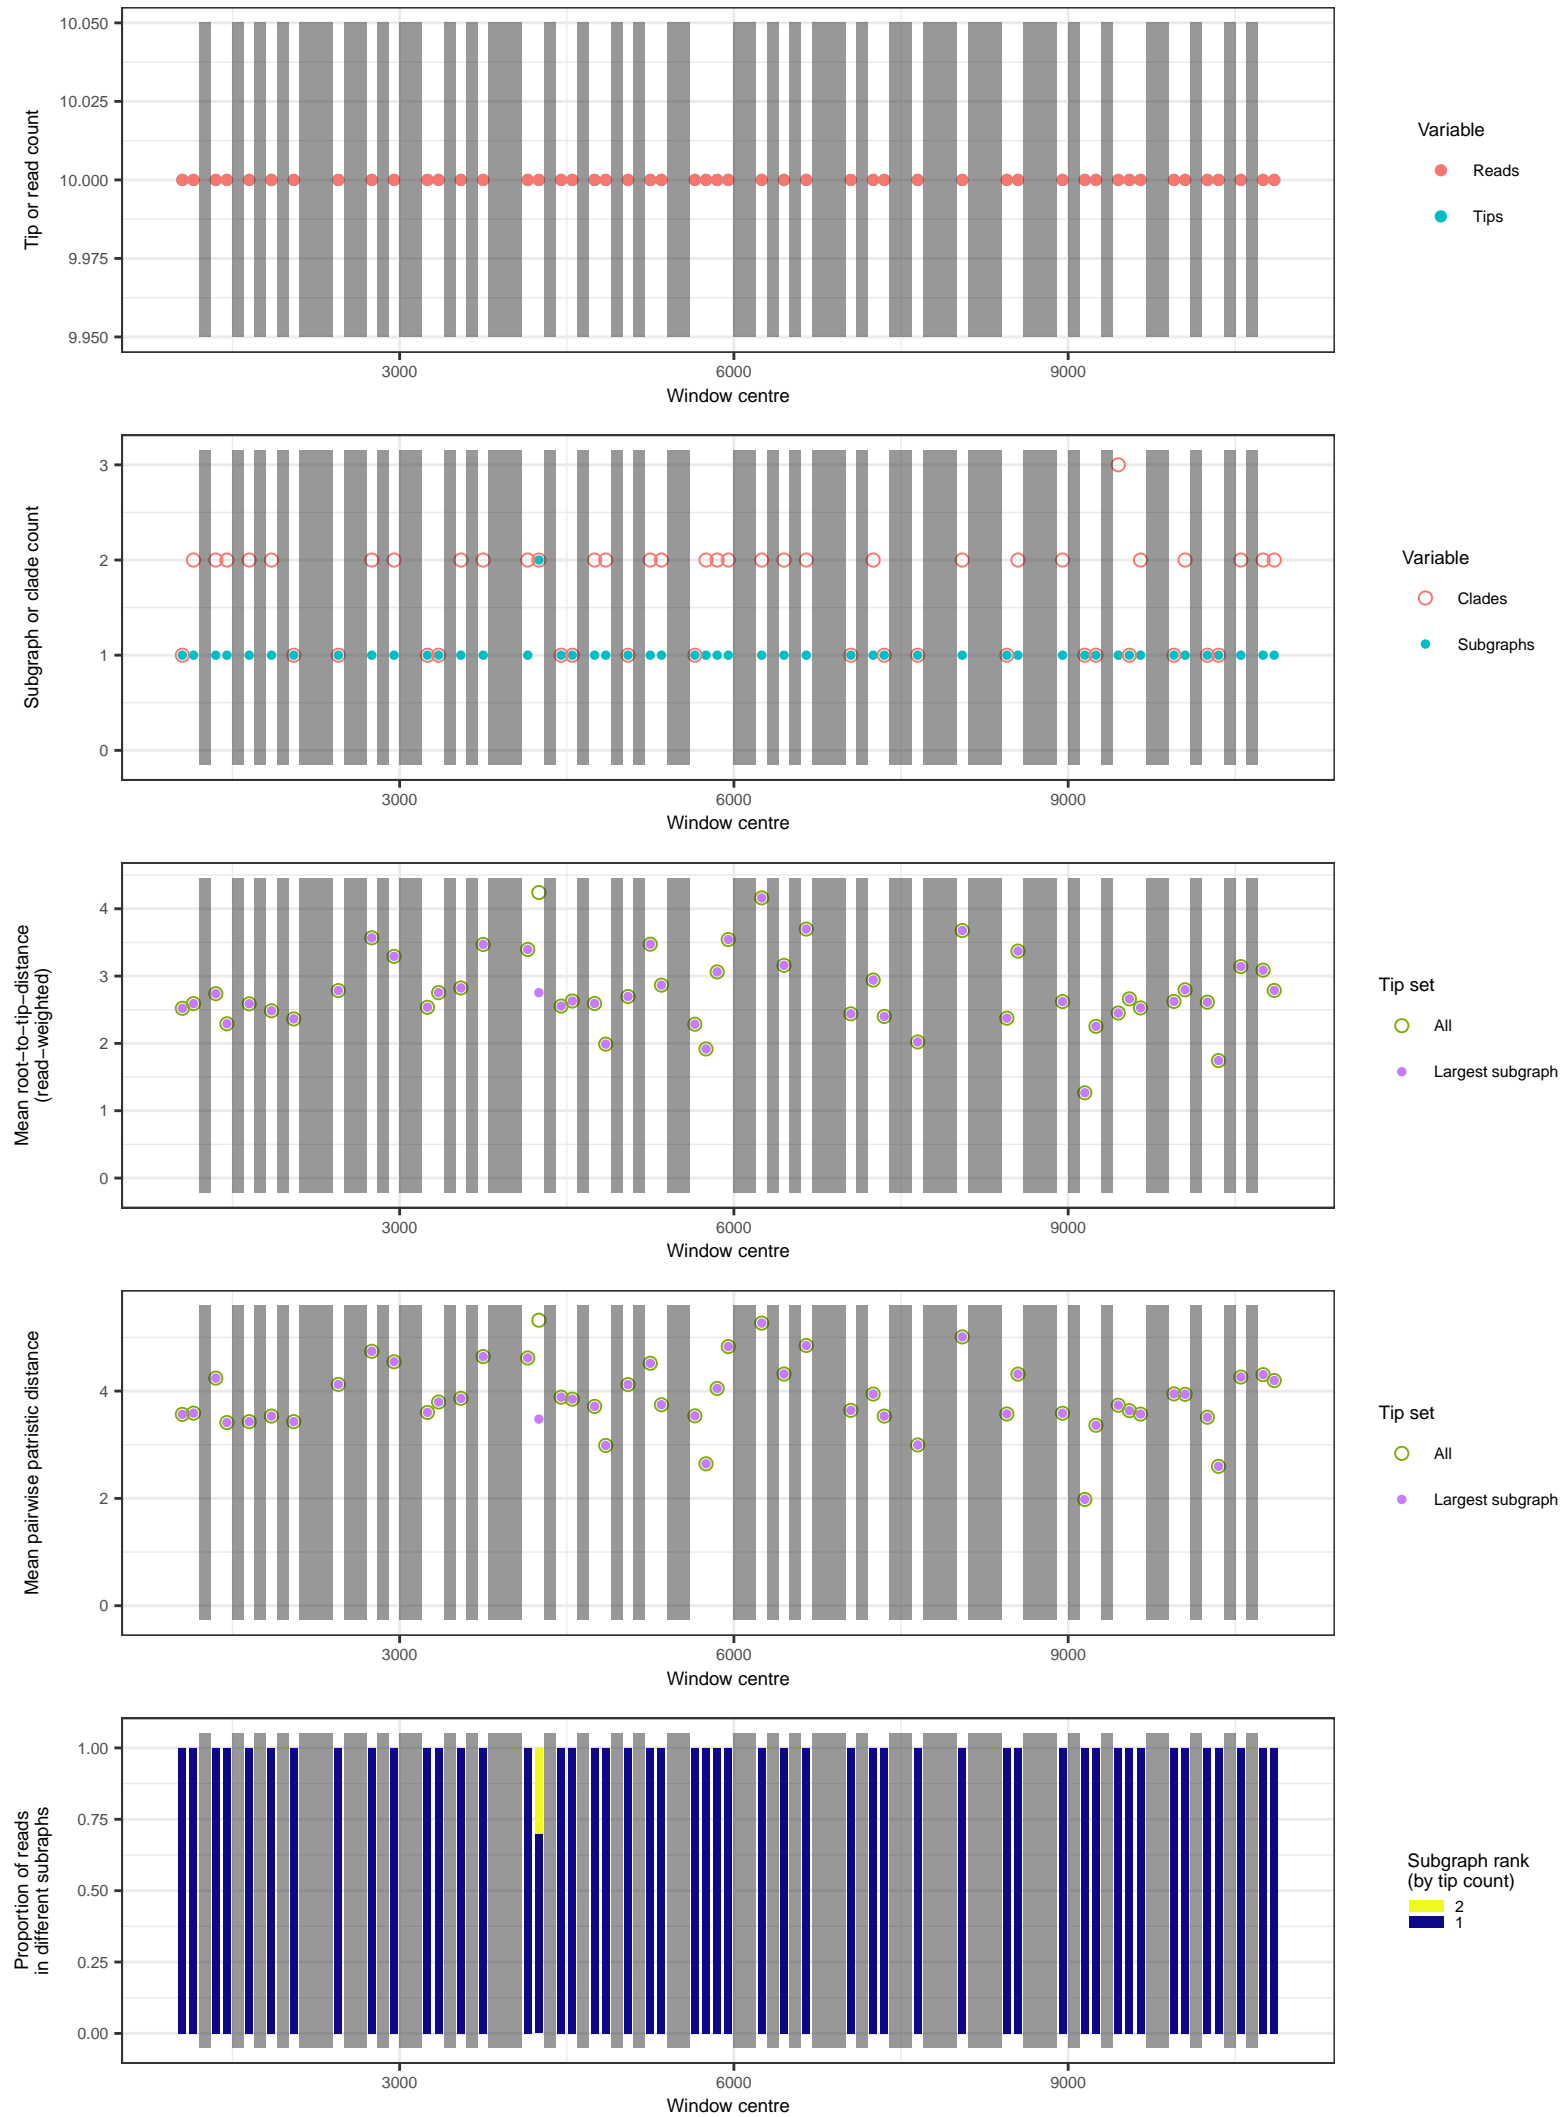 10.050
10.025
10.000
9.975
9.950
Tip or read count
3000
6000
9000
Window centre
Variable
Reads
Tips
3
2
1
0
Subgraph or clade count
3000
6000
9000
Window centre
Variable
Clades
Subgraphs
4
3
2
1
0
Mean root−to−tip−distance
(read−weighted)
3000
6000
9000
Window centre
Tip set
All
Largest subgraph
4
2
0
Mean pairwise patristic distance
3000
6000
9000
Window centre
Tip set
All
Largest subgraph
1.00
0.75
0.50
0.25
0.00
Proportion of reads
in different subraphs
3000
6000
9000
Window centre
Subgraph rank
(by tip count)
2
1